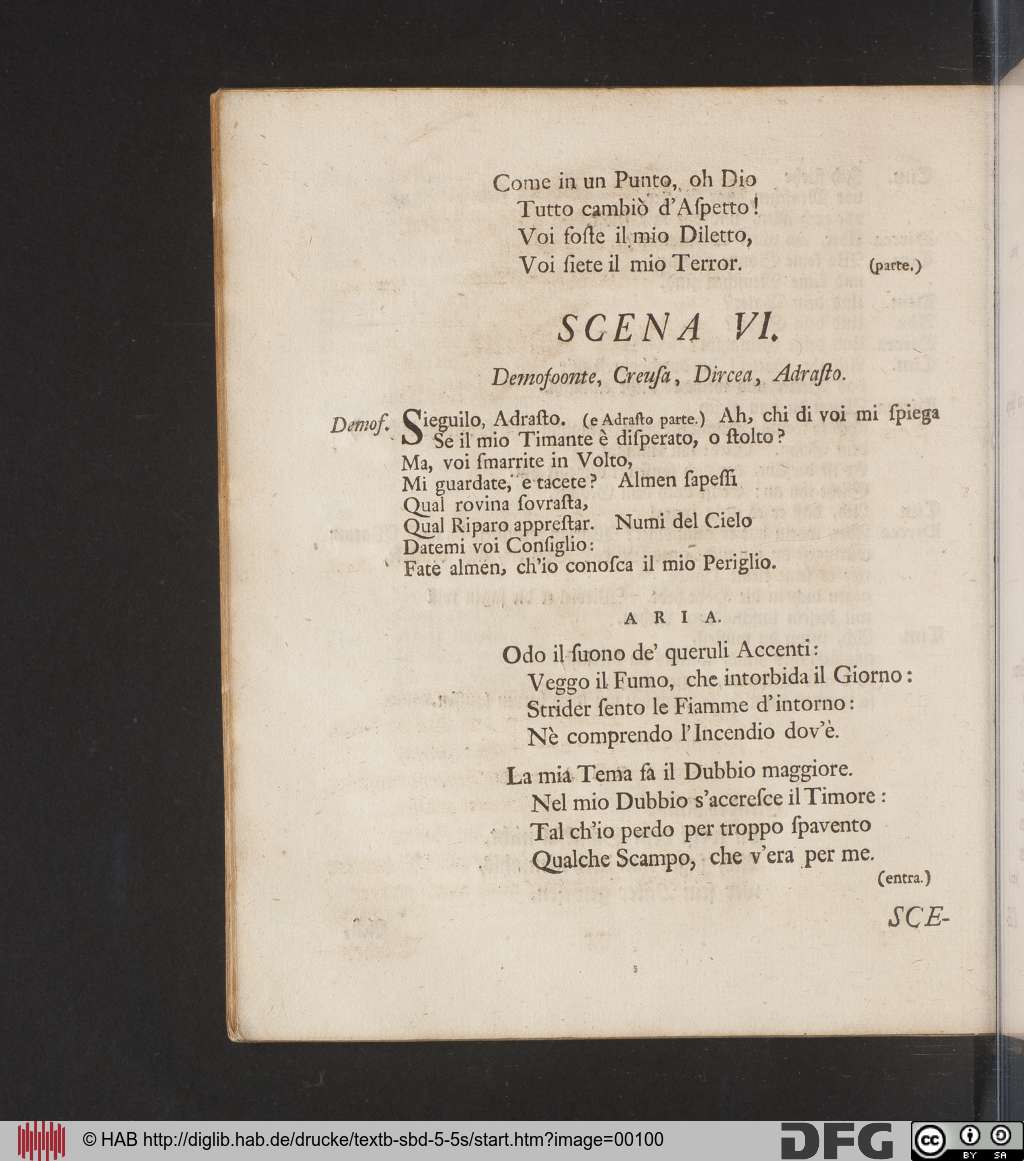 Come in un Punto, oh Dio
Tutto cambiò d'Aſpetto!
Voi foſte il mio Diletto,
Voi ſiete il mio Terror. (parte.)
SCENA VI.
Demofoonte, Creuſa, Dircea, Adraſto.
Demof. Sieguilo, Adraſto. (e Adraſto parte.) Ah, chi di voi mi ſpiega
Se il mio Timante è diſperato, o ſtolto?
Ma, voi ſmarrite in Volto,
Mi guardate, e tacete? Almen ſapeſſi
Qual rovina ſovraſta,
Qual Riparo appreſtar. Numi del Cielo
Datemi voi Conſiglio:
Fate almen, ch'io conoſca il mio Periglio.
ARIA.
Odo il ſuono de' queruli Accenti:
Veggo il Fumo, che intorbida il Giorno:
Strider ſento le Fiamme d'intorno:
Nè comprendo l'Incendio dov'è.
La mia Tema fa il Dubbio maggiore.
Nel mio Dubbio s'accreſce il Timore:
Tal ch'io perdo per troppo ſpavento
Qualche Scampo, che v'era per me.
(entra.)
SCE-
© HAB http://diglib.hab.de/drucke/textb-sbd-5-5s/start.htm?image=00100
DFG
cc BY SA